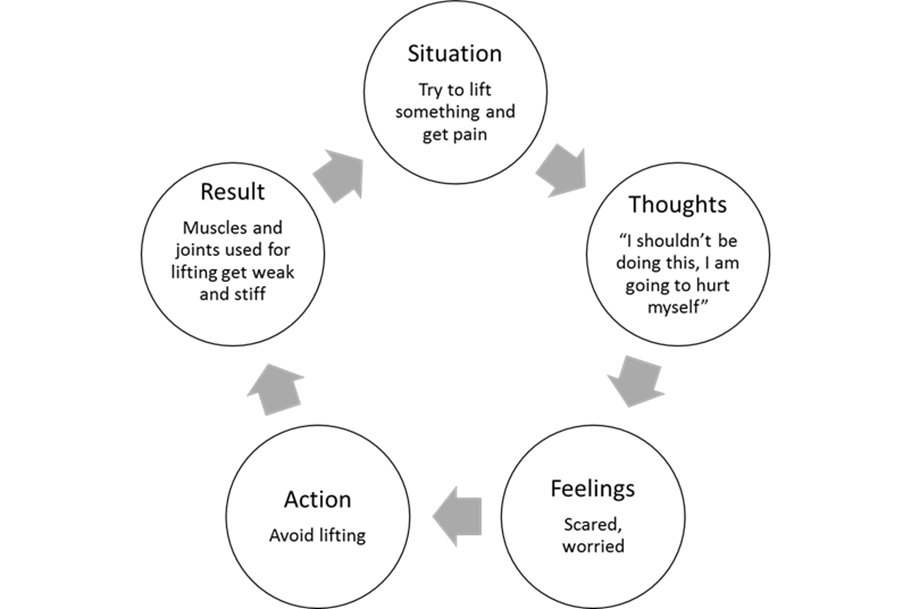 Situation
Try to lift
something and
get pain
Thoughts
“I shouldn’t be
doing this, I am
going to hurt
myself”
Feelings
Scared,
worried
Action
Avoid lifting
Result
Muscles and
joints used for
lifting get weak
and stiff